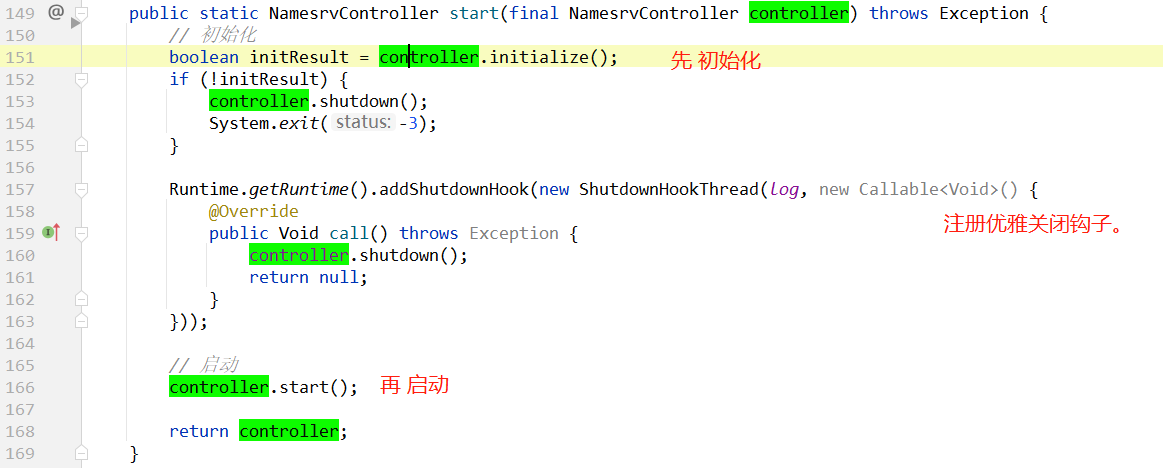 149 @ public static NamesrvController start(final NamesrvController controller) throws Exception {
150 // 初始化
151 boolean initResult = controller.initialize(); 先 初始化
152 if (!initResult) {
153 controller.shutdown();
154 System.exit( status: -3);
155 }
156
157 Runtime.getRuntime().addShutdownHook(new ShutdownHookThread(log, new Callable<Void>() {
158 @Override 注册优雅关闭钩子。
159 public Void call() throws Exception {
160 controller.shutdown();
161 return null;
162 }
163 }));
164
165 // 启动
166 controller.start(); 再 启动
167
168 return controller;
169 }